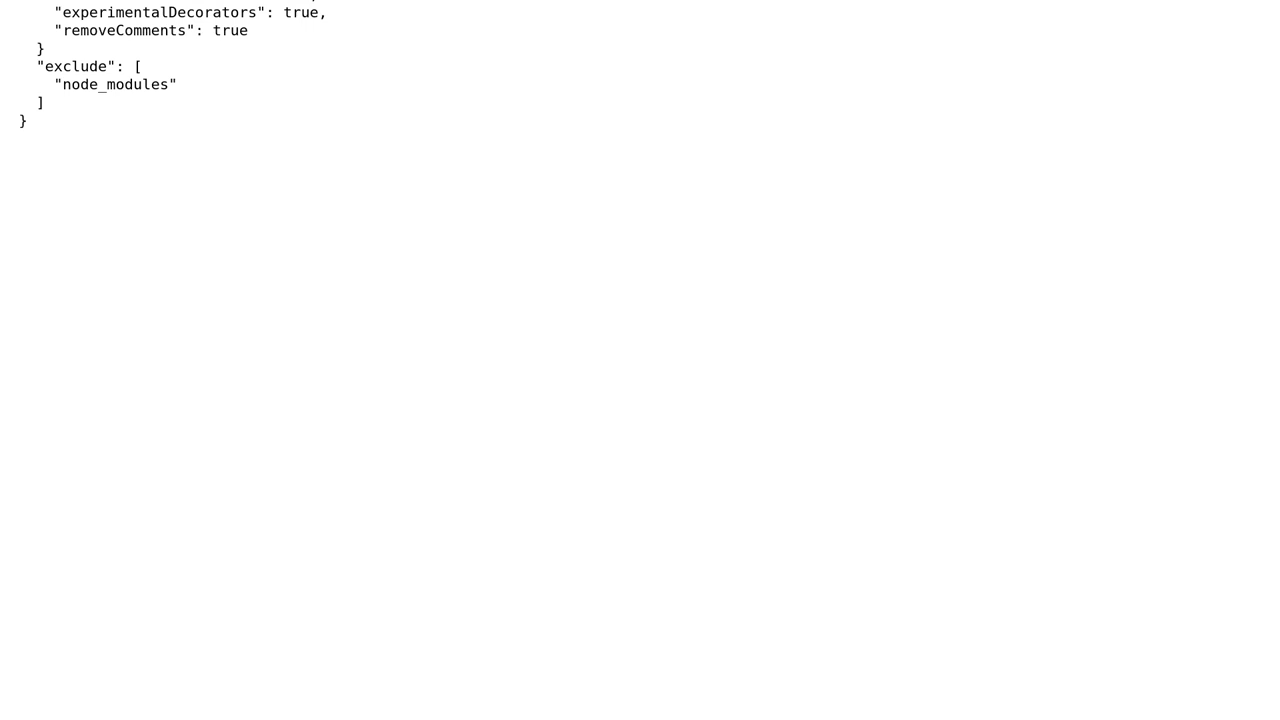 "experimentalDecorators": true,
    "removeComments": true
  }
  "exclude": [
    "node_modules"
  ]
}